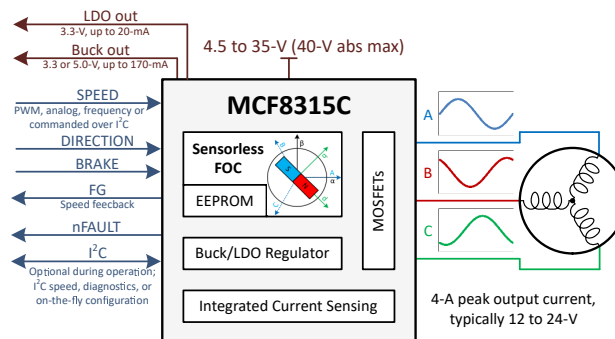 LDO out
3.3-V, up to 20-mA
Buck out
3.3 or 5.0-V, up to 170-mA
4.5 to 35-V (40-V abs max)
SPEED
PWM, analog, frequency or
commanded over I²C
DIRECTION
BRAKE
FG
Speed feecback
nFAULT
I²C
Optional during operation;
I²C speed, diagnostics, or
on-the-fly configuration
MCF8315C
Sensorless
FOC
EEPROM
β
B
q
A
α
S
N
C
d
MOSFETs
Buck/LDO Regulator
Integrated Current Sensing
A
B
C
4-A peak output current,
typically 12 to 24-V